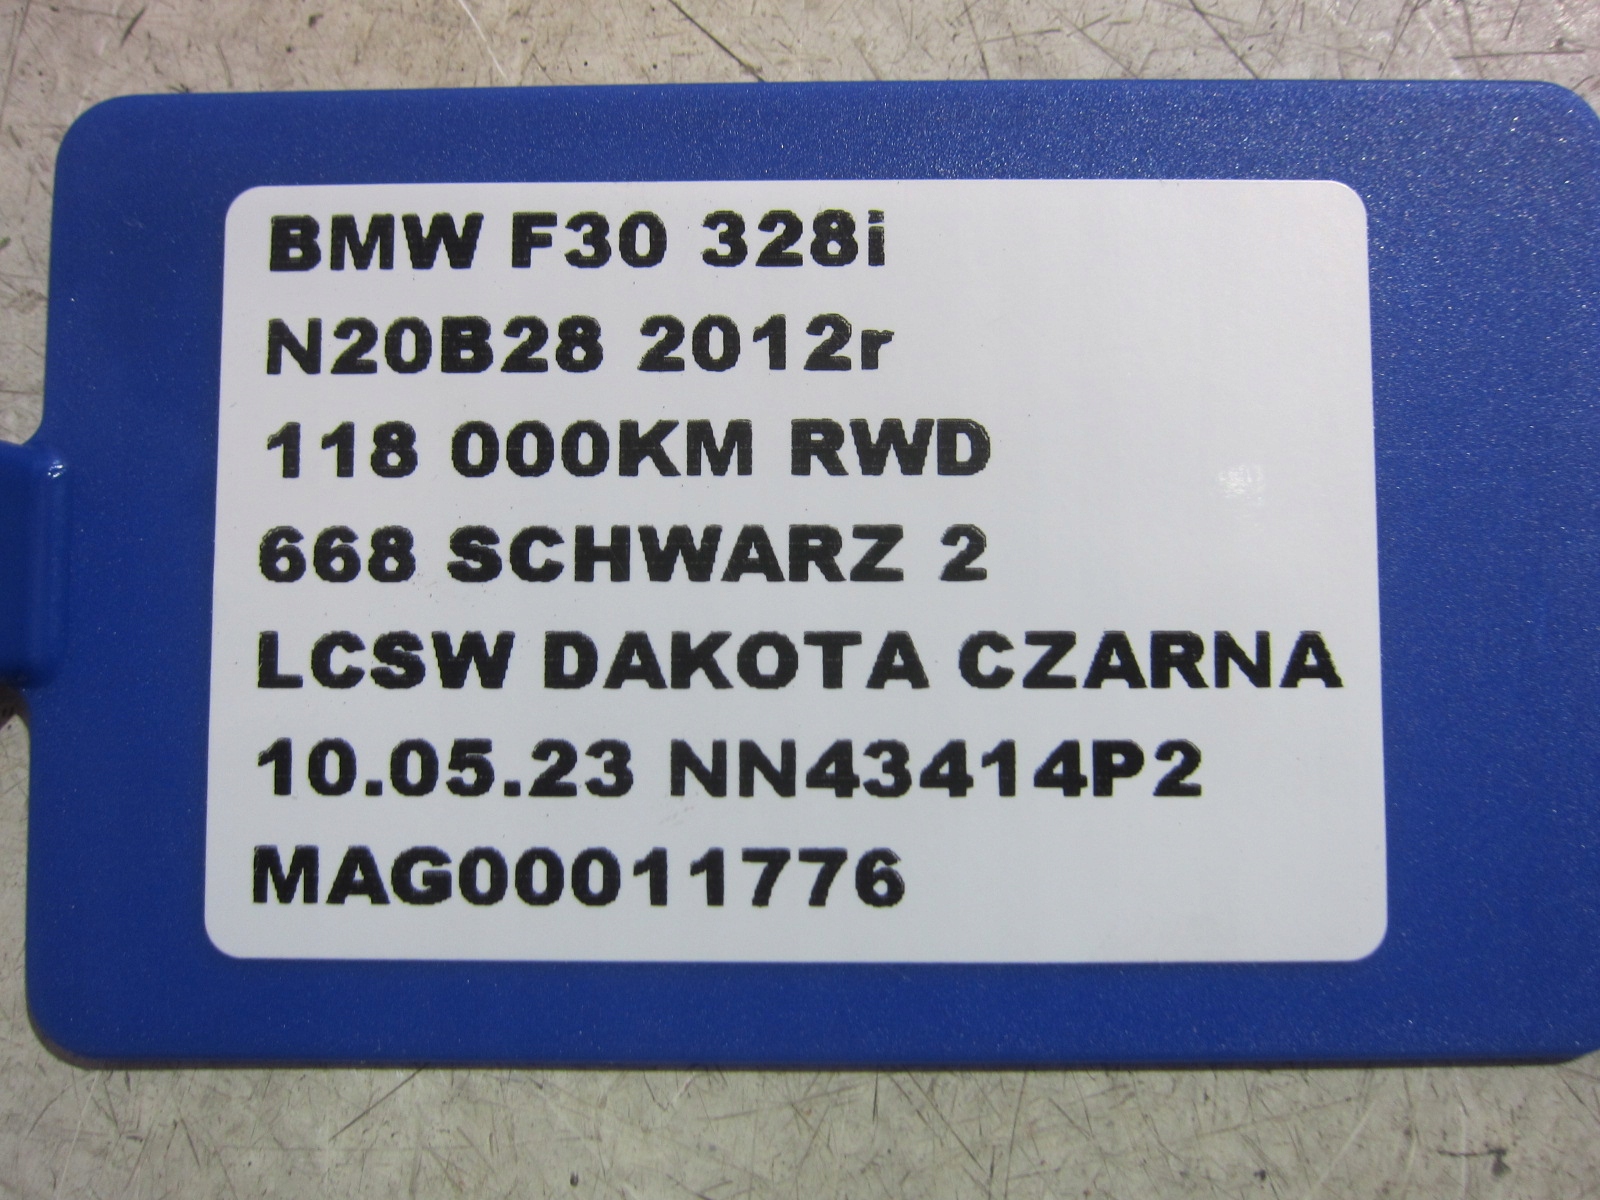 BMW F30 328i
N20B28 2012r
118 000KM RWD
668 SCHWARZ 2
LCSW DAKOTA CZARNA
10.05.23 NN43414P2
MAG00011776